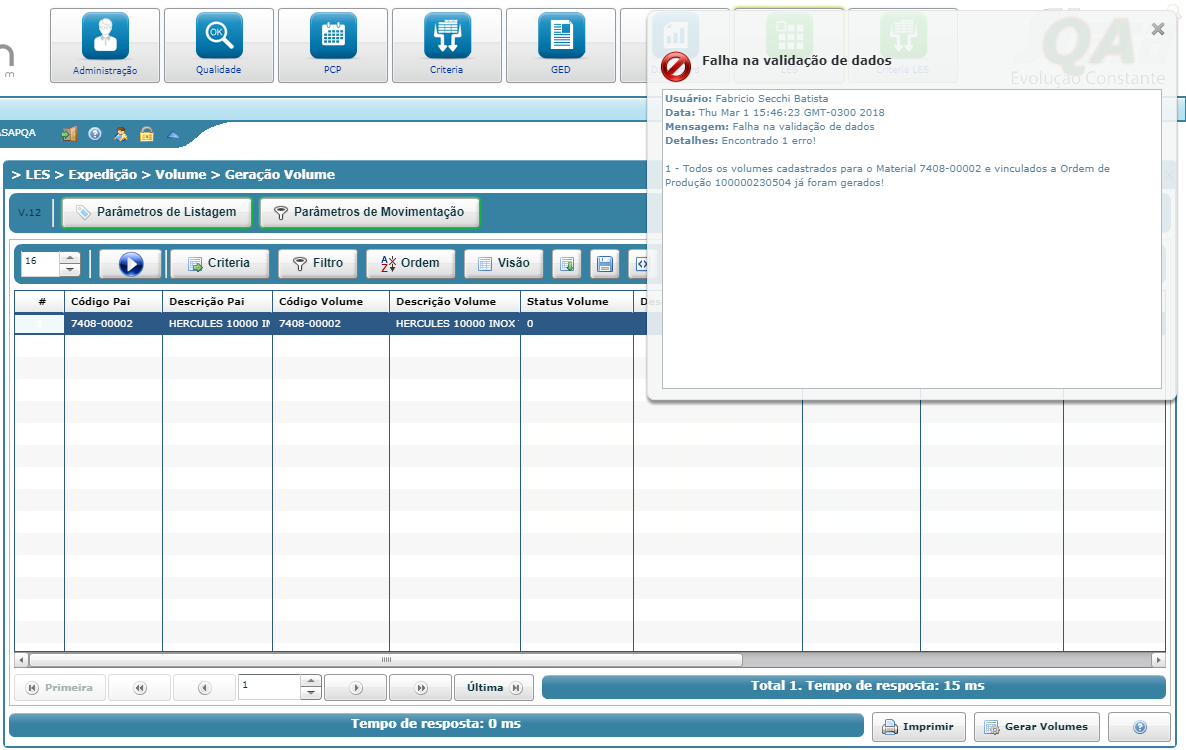 Administração
OK
Qualidade
PCP
Criteria
GED
LES
Criteria LES
QA
Evolução Constante
m
SAPQA
Falha na validação de dados
Usuário: Fabricio Secchi Batista
Data: Thu Mar 1 15:46:23 GMT-0300 2018
Mensagem: Falha na validação de dados
Detalhes: Encontrado 1 erro!
1 - Todos os volumes cadastrados para o Material 7408-00002 e vinculados a Ordem de
Produção 100000230504 já foram gerados!
> LES > Expedição > Volume > Geração Volume
V.12
Parâmetros de Listagem
Parâmetros de Movimentação
16
Criteria
Filtro
Ordem
Visão
# Código Pai Descrição Pai Código Volume Descrição Volume Status Volume
7408-00002 HERCULES 10000 IN 7408-00002 HERCULES 10000 INOX 0
Primeira
1
Última
Total 1. Tempo de resposta: 15 ms
Tempo de resposta: 0 ms
Imprimir
Gerar Volumes